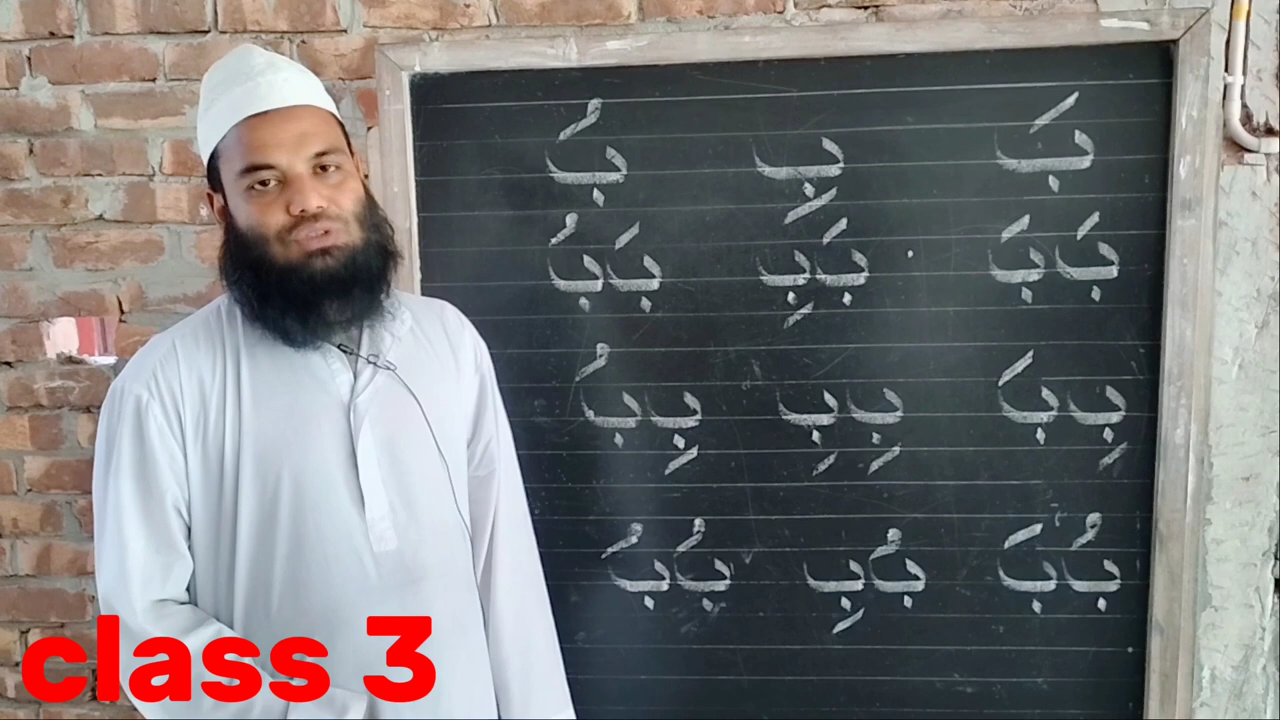 بَ بِ بُ
بَبَ بَبِ بَبُ
بِبَ بِبِ بِبُ
بُبَ بُبِ بُبُ
class 3